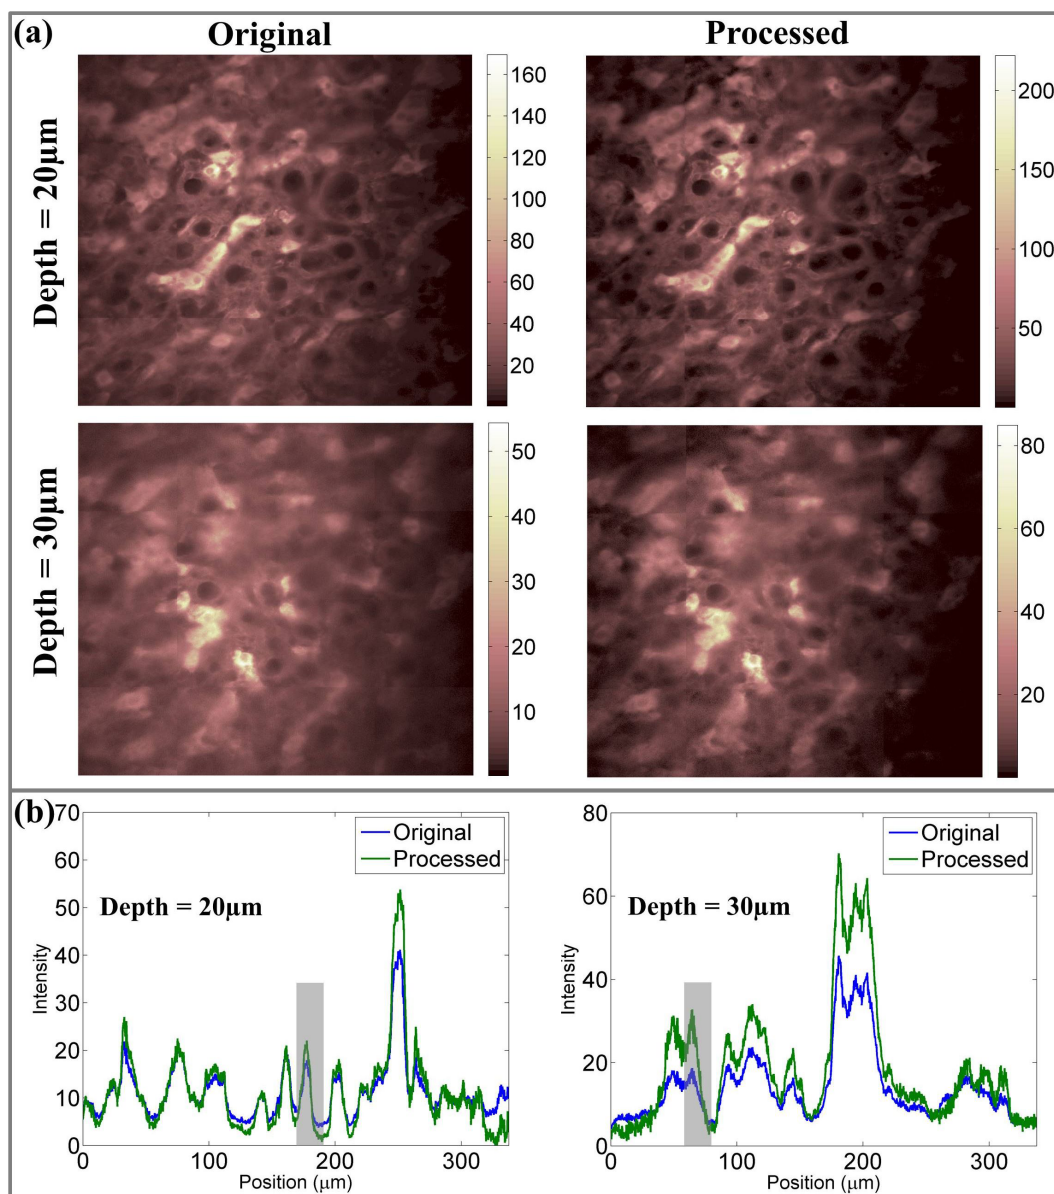 (a)
Original
Processed
Depth = 20μm
160
140
120
100
80
60
40
20
200
150
100
50
Depth = 30μm
50
40
30
20
10
80
60
40
20
(b)
70
60
50
40
30
20
10
0
Intensity
Original
Processed
Depth = 20μm
0
100
200
300
Position (μm)
80
60
40
20
0
Intensity
Original
Processed
Depth = 30μm
0
100
200
300
Position (μm)